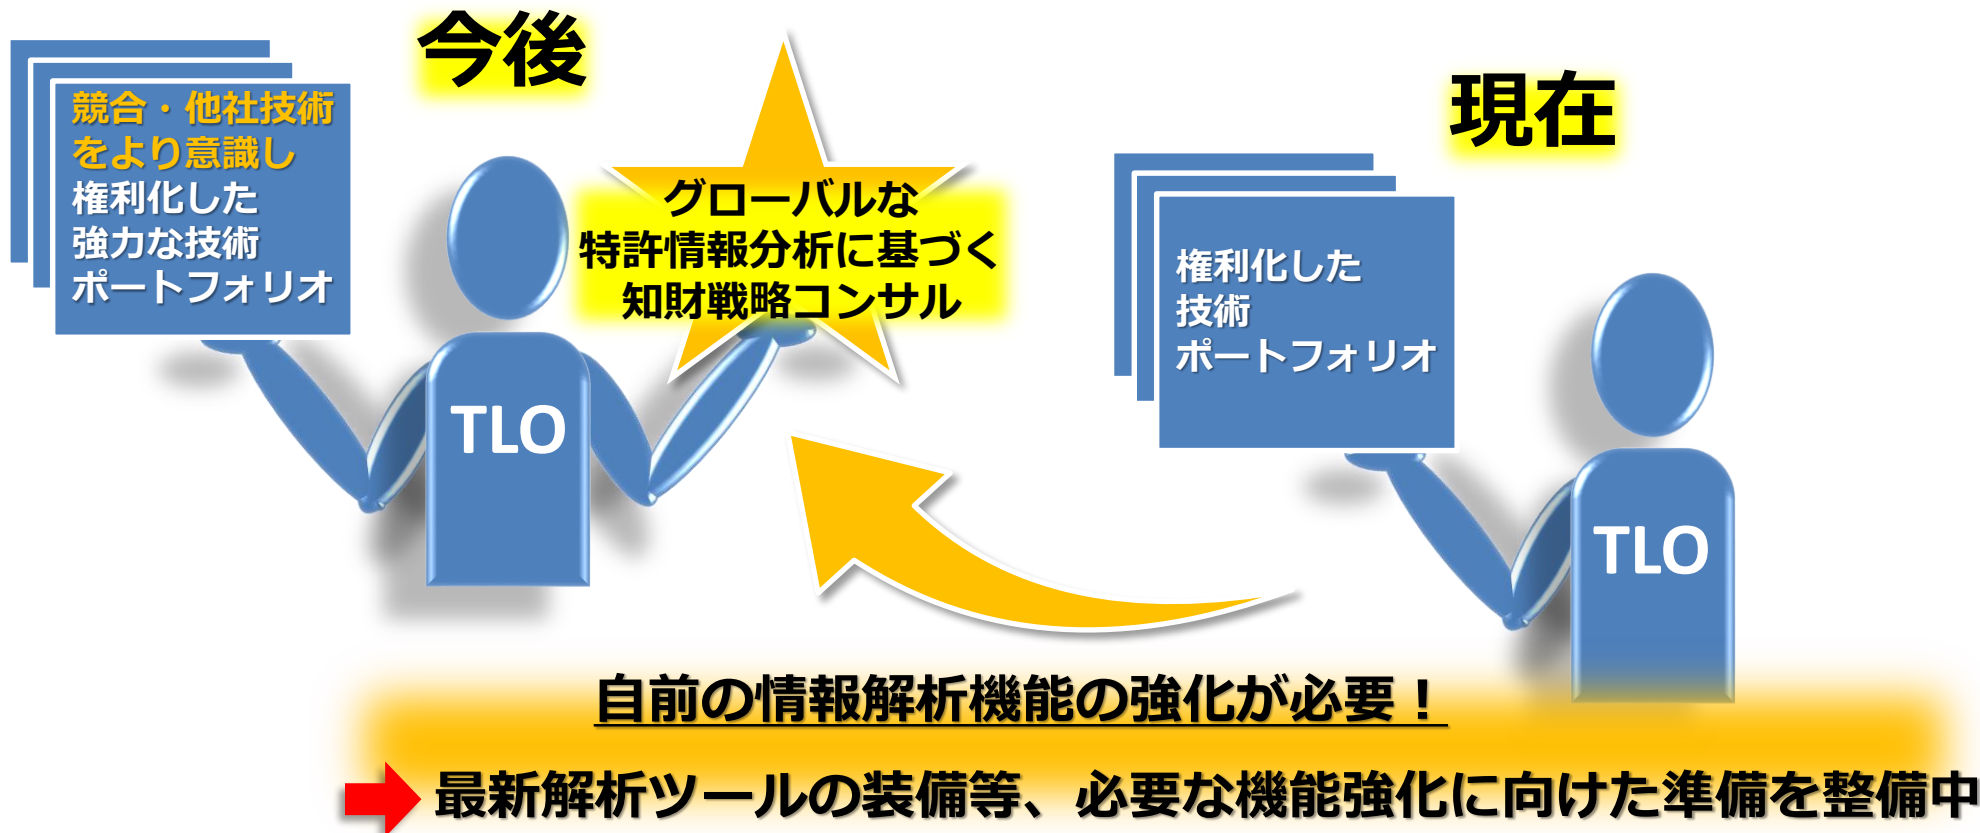 今後
競合・他社技術
をより意識し
権利化した
強力な技術
ポートフォリオ
グローバルな
特許情報分析に基づく
知財戦略コンサル
TLO
現在
権利化した
技術
ポートフォリオ
TLO
自前の情報解析機能の強化が必要！
最新解析ツールの装備等、必要な機能強化に向けた準備を整備中